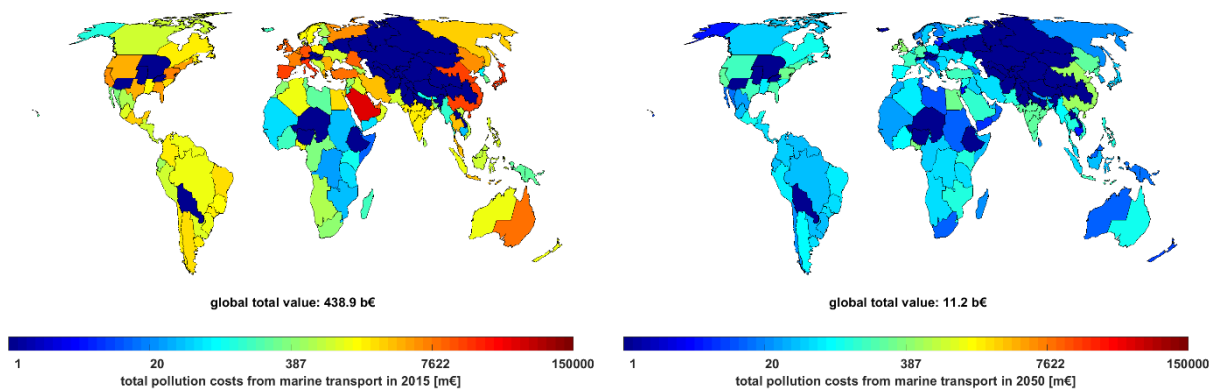 global total value: 438.9 b€
1 20 387 7622 150000
total pollution costs from marine transport in 2015 [m€]
global total value: 11.2 b€
1 20 387 7622 150000
total pollution costs from marine transport in 2050 [m€]